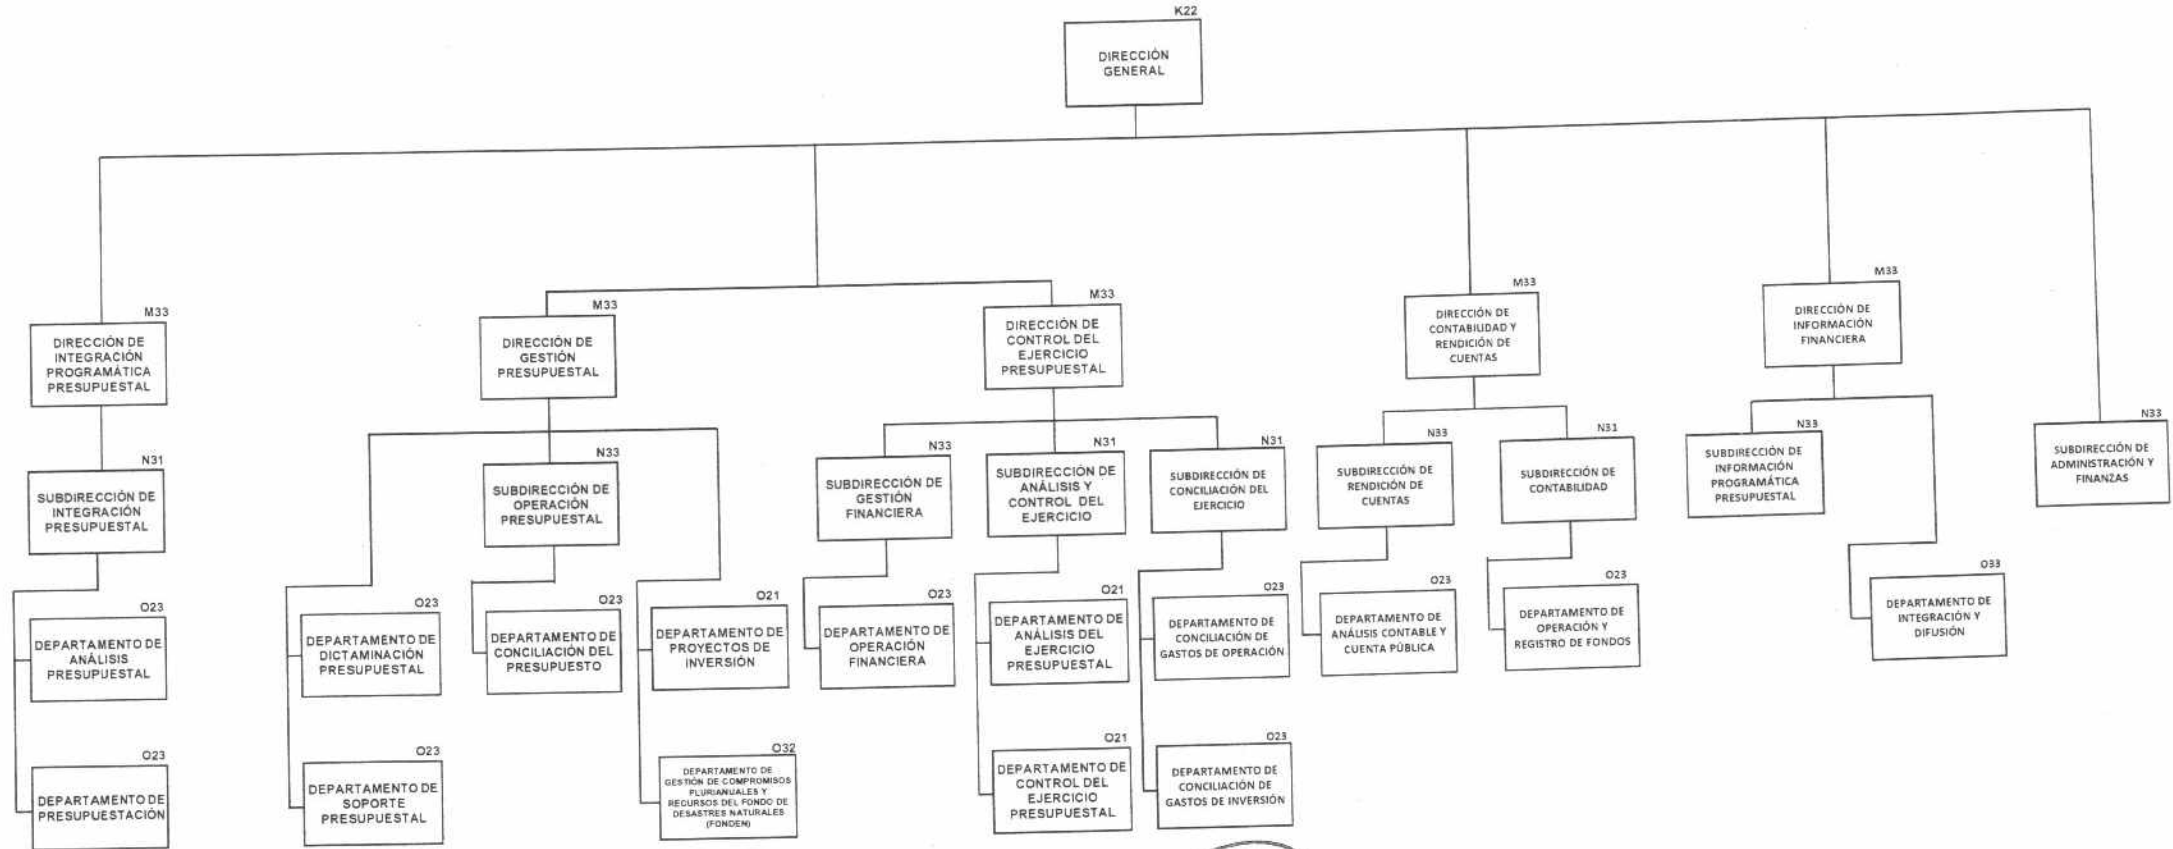 K22
DIRECCIÓN
GENERAL
M33
DIRECCIÓN DE
INTEGRACIÓN
PROGRAMÁTICA
PRESUPUESTAL
M33
DIRECCIÓN DE
GESTIÓN
PRESUPUESTAL
M33
DIRECCIÓN DE
CONTROL DEL
EJERCICIO
PRESUPUESTAL
M33
DIRECCIÓN DE
CONTABILIDAD Y
RENDICIÓN DE
CUENTAS
M33
DIRECCIÓN DE
INFORMACIÓN
FINANCIERA
N31
SUBDIRECCIÓN DE
INTEGRACIÓN
PRESUPUESTAL
N33
SUBDIRECCIÓN DE
OPERACIÓN
PRESUPUESTAL
N33
SUBDIRECCIÓN DE
GESTIÓN
FINANCIERA
N31
SUBDIRECCIÓN DE
ANÁLISIS Y
CONTROL DEL
EJERCICIO
N31
SUBDIRECCIÓN DE
CONCILIACIÓN DEL
EJERCICIO
N33
SUBDIRECCIÓN DE
RENDICIÓN DE
CUENTAS
N31
SUBDIRECCIÓN DE
CONTABILIDAD
N33
SUBDIRECCIÓN DE
INFORMACIÓN
PROGRAMÁTICA
PRESUPUESTAL
N33
SUBDIRECCIÓN DE
ADMINISTRACIÓN Y
FINANZAS
O23
DEPARTAMENTO DE
ANÁLISIS
PRESUPUESTAL
O23
DEPARTAMENTO DE
DICTAMINACIÓN
PRESUPUESTAL
O23
DEPARTAMENTO DE
CONCILIACIÓN DEL
PRESUPUESTO
O21
DEPARTAMENTO DE
PROYECTOS DE
INVERSIÓN
O23
DEPARTAMENTO DE
OPERACIÓN
FINANCIERA
O21
DEPARTAMENTO DE
ANÁLISIS DEL
EJERCICIO
PRESUPUESTAL
O23
DEPARTAMENTO DE
CONCILIACIÓN DE
GASTOS DE OPERACIÓN
O23
DEPARTAMENTO DE
ANÁLISIS CONTABLE Y
CUENTA PÚBLICA
O23
DEPARTAMENTO DE
OPERACIÓN Y
REGISTRO DE FONDOS
O33
DEPARTAMENTO DE
INTEGRACIÓN Y
DIFUSIÓN
O23
DEPARTAMENTO DE
PRESUPUESTACIÓN
O23
DEPARTAMENTO DE
SOPORTE
PRESUPUESTAL
O32
DEPARTAMENTO DE
GESTIÓN DE COMPROMISOS
PLURIANUALES Y
RECURSOS DEL FONDO DE
DESASTRES NATURALES
(FONDEN)
O21
DEPARTAMENTO DE
CONTROL DEL
EJERCICIO
PRESUPUESTAL
O23
DEPARTAMENTO DE
CONCILIACIÓN DE
GASTOS DE INVERSIÓN